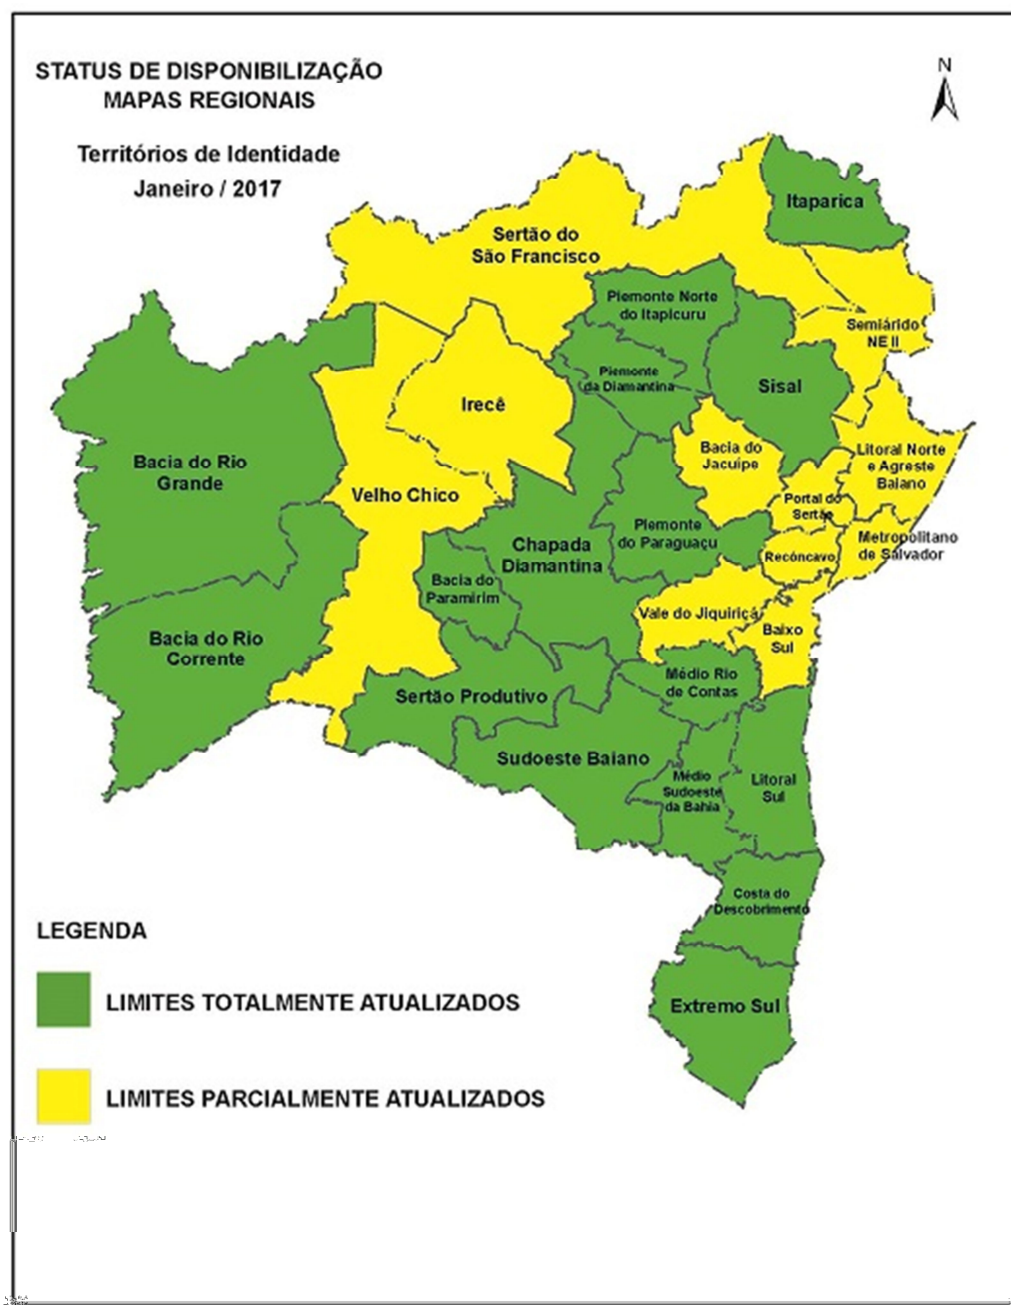 STATUS DE DISPONIBILIZAÇÃO
MAPAS REGIONAIS
Territórios de Identidade
Janeiro / 2017
N
Itaparica
Sertão do
São Francisco
Piemonte Norte
do Itapicuru
Semiárido
NE II
Piemonte
da Diamantina
Sisal
Irecê
Bacia do Rio
Grande
Velho Chico
Bacia do
Jacuípe
Litoral Norte
e Agreste
Baiano
Portal do
Sertão
Piemonte
do Paraguaçu
Chapada
Diamantina
Recôncavo
Metropolitano
de Salvador
Bacia do
Paramirim
Vale do Jiquiriçá
Baixo
Sul
Bacia do Rio
Corrente
Médio Rio
de Contas
Sertão Produtivo
Sudoeste Baiano
Médio
Sudoeste
da Bahia
Litoral
Sul
Costa do
Descobrimento
Extremo Sul
LEGENDA
LIMITES TOTALMENTE ATUALIZADOS
LIMITES PARCIALMENTE ATUALIZADOS